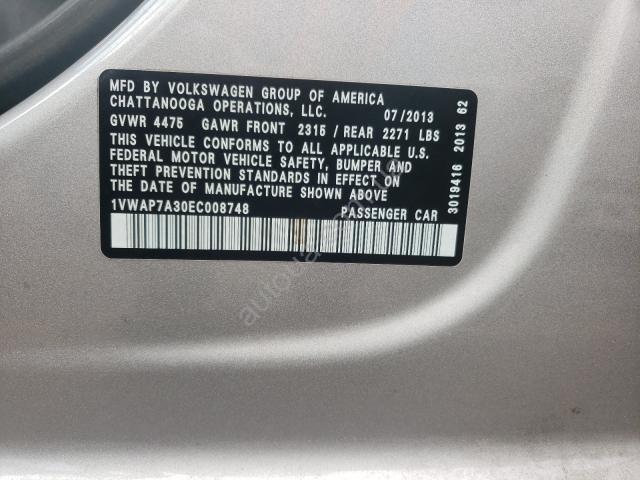 MFD BY VOLKSWAGEN GROUP OF AMERICA
CHATTANOOGA OPERATIONS, LLC. 07/2013
GVWR 4475 GAWR FRONT 2315 / REAR 2271 LBS
THIS VEHICLE CONFORMS TO ALL APPLICABLE U.S.
FEDERAL MOTOR VEHICLE SAFETY, BUMPER AND
THEFT PREVENTION STANDARDS IN EFFECT ON
THE DATE OF MANUFACTURE SHOWN ABOVE
1VWAP7A30EC008748 PASSENGER CAR
3019416 2013 62